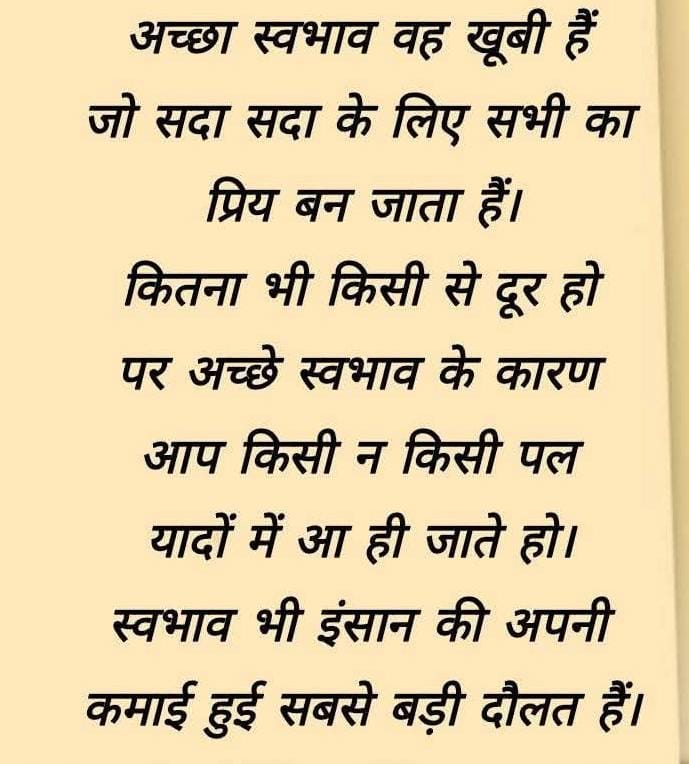 अच्छा स्वभाव वह खूबी हैं
जो सदा सदा के लिए सभी का
प्रिय बन जाता हैं।
कितना भी किसी से दूर हो
पर अच्छे स्वभाव के कारण
आप किसी न किसी पल
यादों में आ ही जाते हो।
स्वभाव भी इंसान की अपनी
कमाई हुई सबसे बड़ी दौलत हैं।